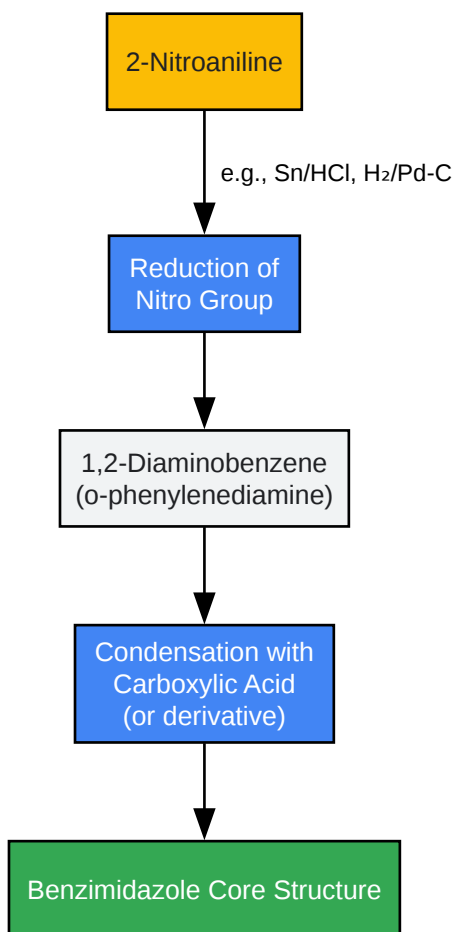 2-Nitroaniline
e.g., Sn/HCl, H₂/Pd-C
Reduction of
Nitro Group
1,2-Diaminobenzene
(o-phenylenediamine)
Condensation with
Carboxylic Acid
(or derivative)
Benzimidazole Core Structure